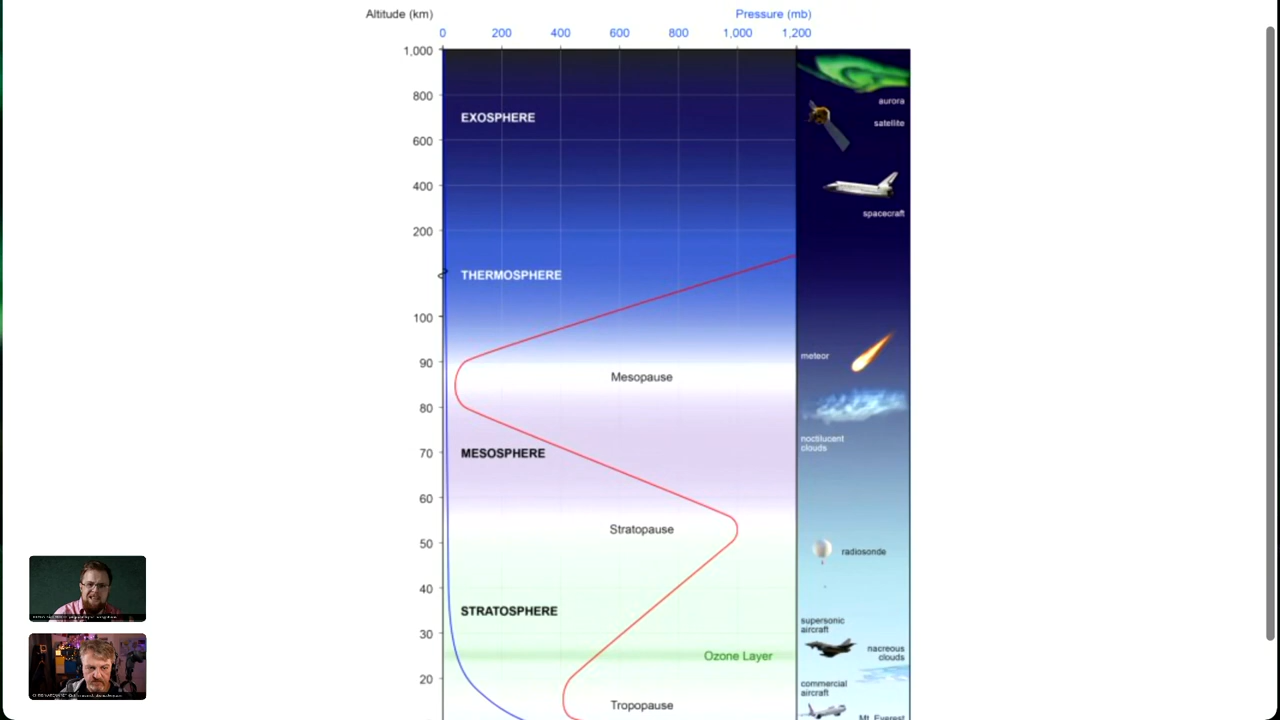 Altitude (km) Pressure (mb)
0 200 400 600 800 1,000 1,200
1,000
800
600
400
200
100
90
80
70
60
50
40
30
20
EXOSPHERE
THERMOSPHERE
Mesopause
MESOSPHERE
Stratopause
STRATOSPHERE
Ozone Layer
Tropopause
aurora
satellite
spacecraft
meteor
noctilucent
clouds
radiosonde
supersonic
aircraft
nacreous
clouds
commercial
aircraft
Mt. Everest